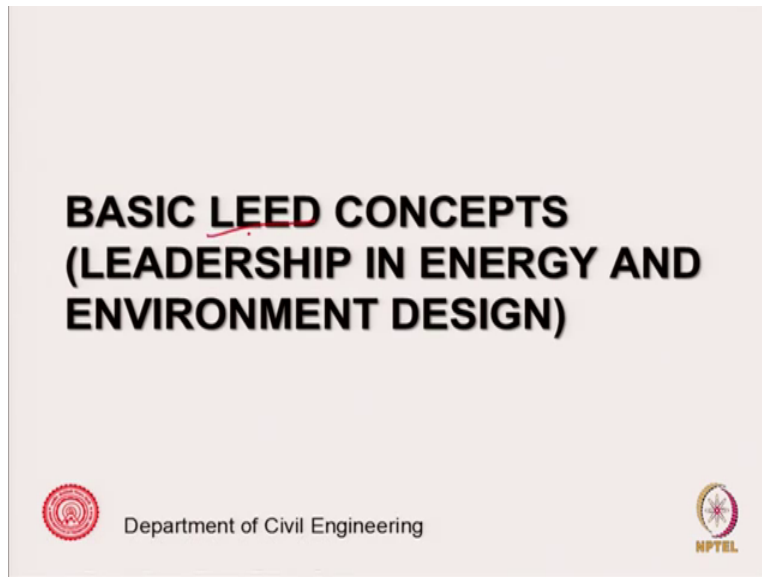 BASIC LEED CONCEPTS
(LEADERSHIP IN ENERGY AND
ENVIRONMENT DESIGN)
Department of Civil Engineering
NPTEL